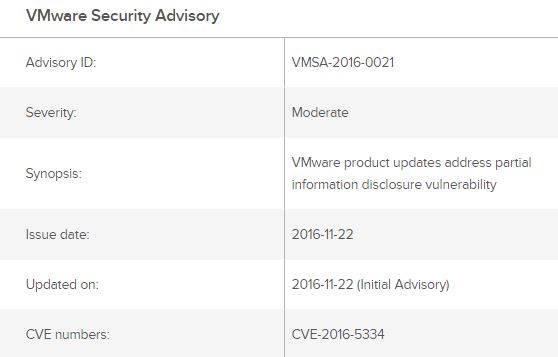 VMware Security Advisory
Advisory ID: VMSA-2016-0021
Severity: Moderate
Synopsis: VMware product updates address partial
information disclosure vulnerability
Issue date: 2016-11-22
Updated on: 2016-11-22 (Initial Advisory)
CVE numbers: CVE-2016-5334